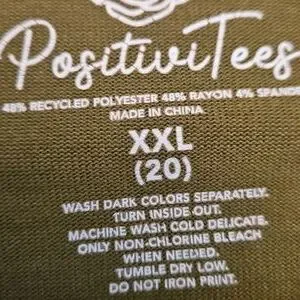 PositiviTees
48% RECYCLED POLYESTER 48% RAYON 4% SPANDE
MADE IN CHINA
XXL
(20)
WASH DARK COLORS SEPARATELY.
TURN INSIDE OUT.
MACHINE WASH COLD DELICATE.
ONLY NON-CHLORINE BLEACH
WHEN NEEDED.
TUMBLE DRY LOW.
DO NOT IRON PRINT.